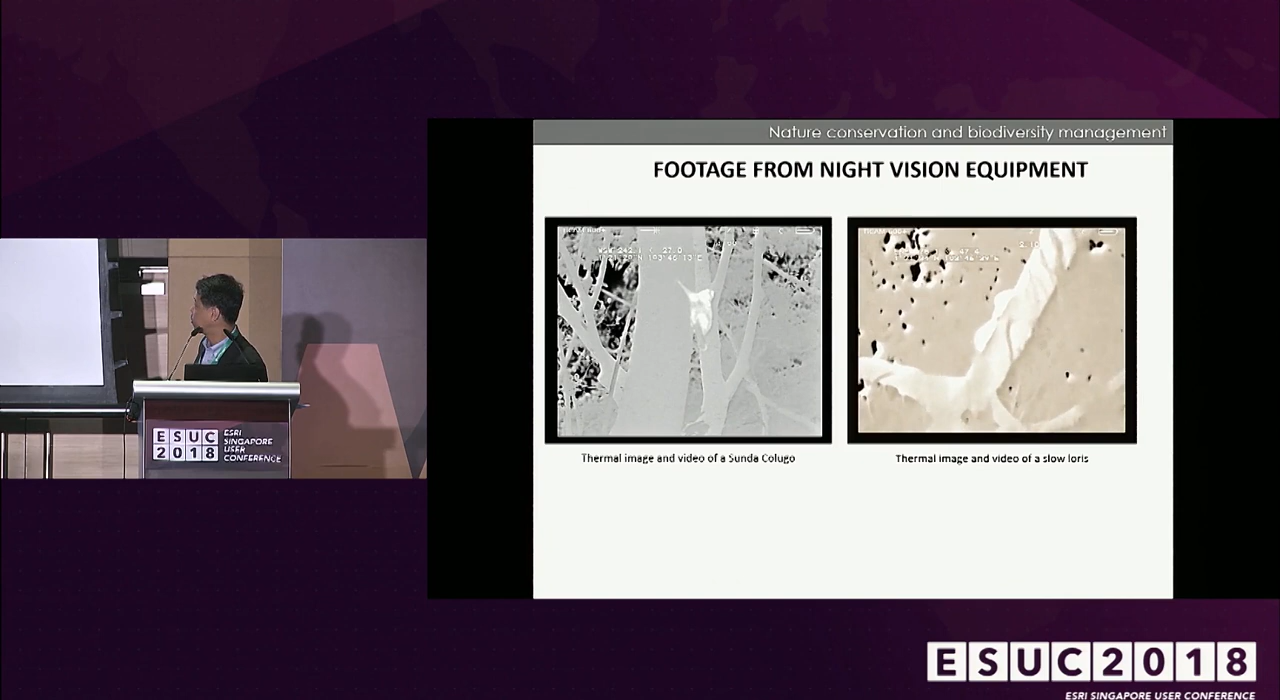 Nature conservation and biodiversity management
FOOTAGE FROM NIGHT VISION EQUIPMENT
Thermal image and video of a Sunda Colugo
Thermal image and video of a slow loris
ESUC
2018
ESRI
SINGAPORE
USER
CONFERENCE
ESUC2018
ESRI SINGAPORE USER CONFERENCE